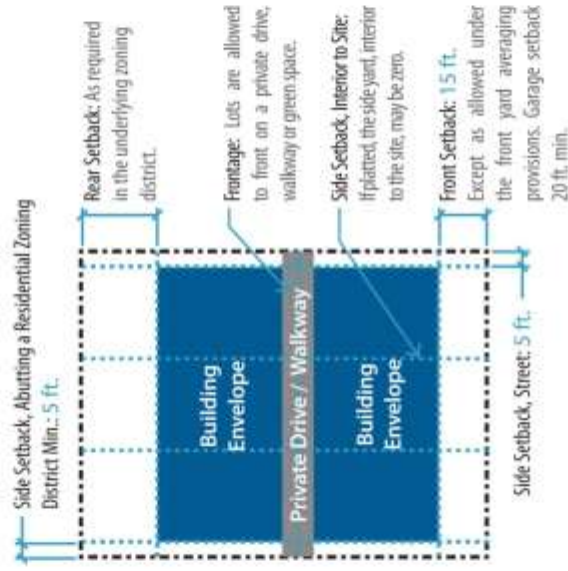 Side Setback, Abutting a Residential Zoning
District Min.: 5 ft.
Rear Setback: As required
in the underlying zoning
district.
Building
Envelope
Frontage: Lots are allowed
to front on a private drive,
walkway or green space.
Private Drive / Walkway
Side Setback, Interior to Site:
If platted, the side yard, interior
to the site, may be zero.
Building
Envelope
Front Setback: 15 ft.
Except as allowed under
the front yard averaging
provisions. Garage setback
20 ft. min.
Side Setback, Street: 5 ft.